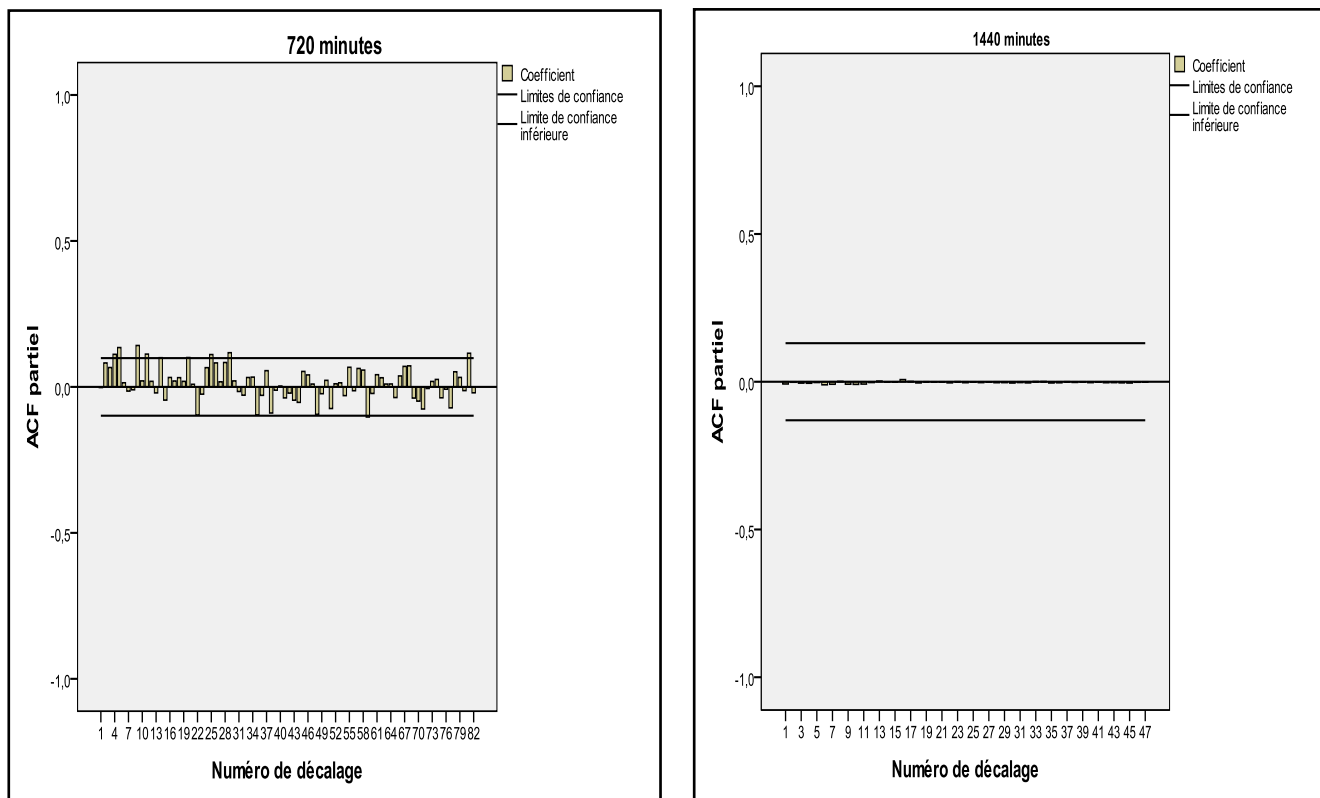 720 minutes
Coefficient
Limites de confiance
Limite de confiance
inférieure
1,0
0,5
0,0
-0,5
-1,0
ACF partiel
1 4 7 10 13 16 19 22 25 28 31 34 37 40 43 46 49 52 55 58 61 64 67 70 73 76 79 82
Numéro de décalage
1440 minutes
Coefficient
Limites de confiance
Limite de confiance
inférieure
1,0
0,5
0,0
-0,5
-1,0
ACF partiel
1 3 5 7 9 11 13 15 17 19 21 23 25 27 29 31 33 35 37 39 41 43 45 47
Numéro de décalage